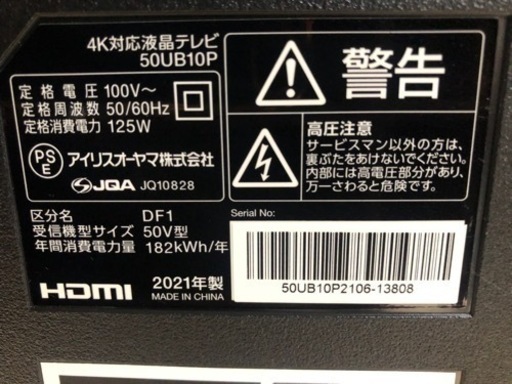 4K対応液晶テレビ
50UB10P
定格電圧 100V～
定格周波数 50/60Hz
定格消費電力 125W
PSE アイリスオーヤマ株式会社
JQA JQ10828
区分名 DF1
受信機型サイズ 50V型
年間消費電力量 182kWh/年
HDMI
2021年製
MADE IN CHINA
警告
高圧注意
サービスマン以外の方は、
裏ぶたをあけないでください。
内部には高電圧部分があり、
万一さわると危険です。
Serial No:
50UB10P2106-13808